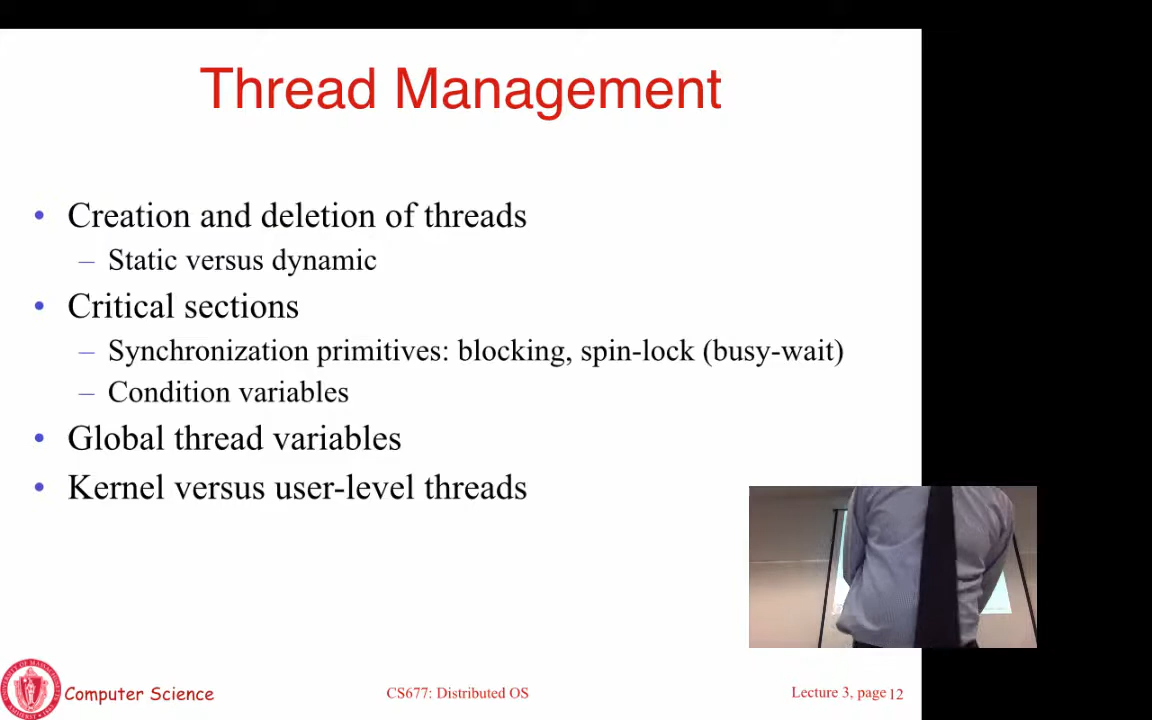 Thread Management
• Creation and deletion of threads
– Static versus dynamic
• Critical sections
– Synchronization primitives: blocking, spin-lock (busy-wait)
– Condition variables
• Global thread variables
• Kernel versus user-level threads
Computer Science
CS677: Distributed OS
Lecture 3, page 12